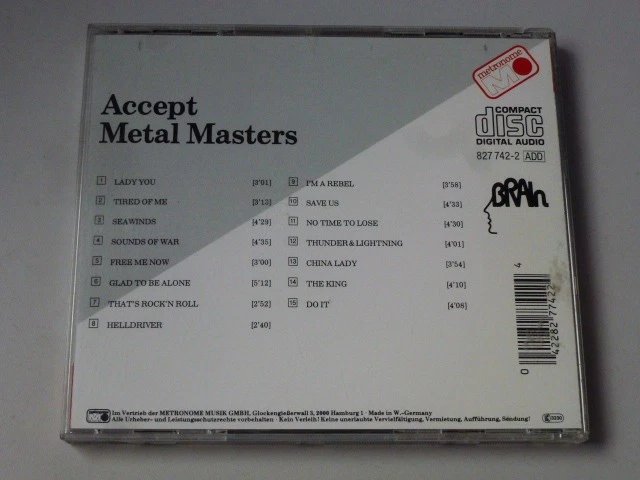 metronome
M
Accept
Metal Masters
COMPACT
disc
DIGITAL AUDIO
827 742-2 ADD
BRAIn
1 LADY YOU [3'01]
2 TIRED OF ME [3'13]
3 SEAWINDS [4'29]
4 SOUNDS OF WAR [4'35]
5 FREE ME NOW [3'00]
6 GLAD TO BE ALONE [5'12]
7 THAT'S ROCK'N ROLL [2'52]
8 HELLDRIVER [2'40]
9 I'M A REBEL [3'58]
10 SAVE US [4'33]
11 NO TIME TO LOSE [4'30]
12 THUNDER & LIGHTNING [4'01]
13 CHINA LADY [3'54]
14 THE KING [4'10]
15 DO IT [4'08]
0 42282 77422 4
Im Vertrieb der METRONOME MUSIK GMBH, Glockengießerwall 3, 2000 Hamburg 1 · Made in W.-Germany
Alle Urheber- und Leistungsschutzrechte vorbehalten · Kein Verleih! Keine unerlaubte Vervielfältigung, Vermietung, Aufführung, Sendung!